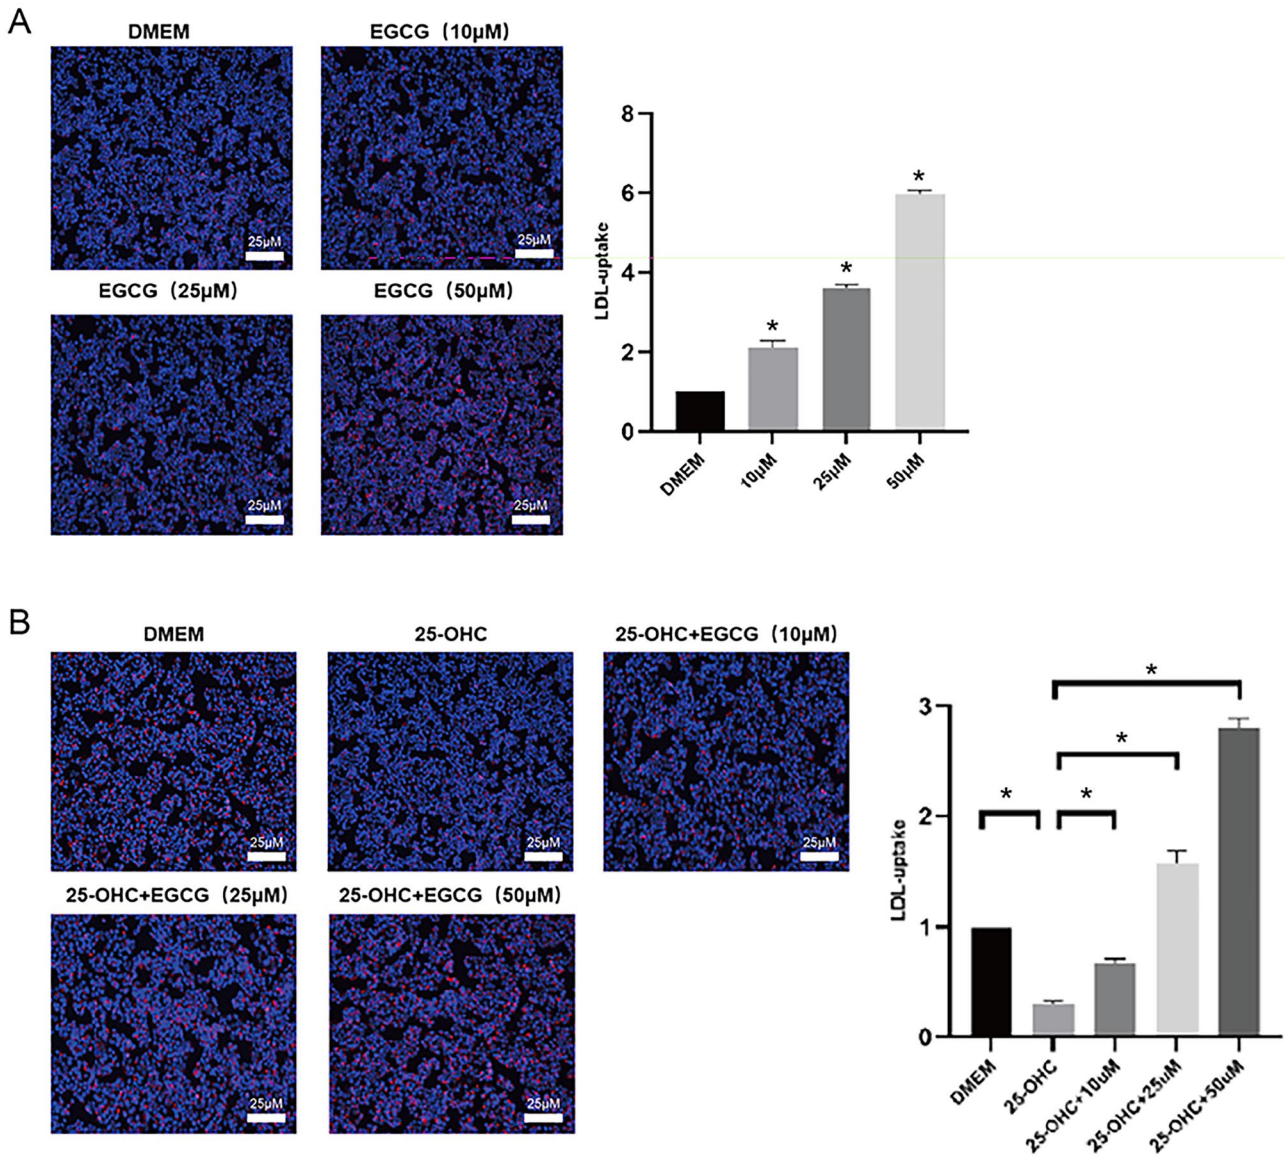 A
DMEM
EGCG (10μM)
25μM
25μM
EGCG (25μM)
EGCG (50μM)
25μM
25μM
LDL-uptake
8
6
4
2
0
*
*
*
DMEM
10μM
25μM
50μM
B
DMEM
25-OHC
25-OHC+EGCG (10μM)
25μM
25μM
25μM
25-OHC+EGCG (25μM)
25-OHC+EGCG (50μM)
25μM
25μM
LDL-uptake
3
2
1
0
*
*
*
*
DMEM
25-OHC
25-OHC+10uM
25-OHC+25uM
25-OHC+50uM